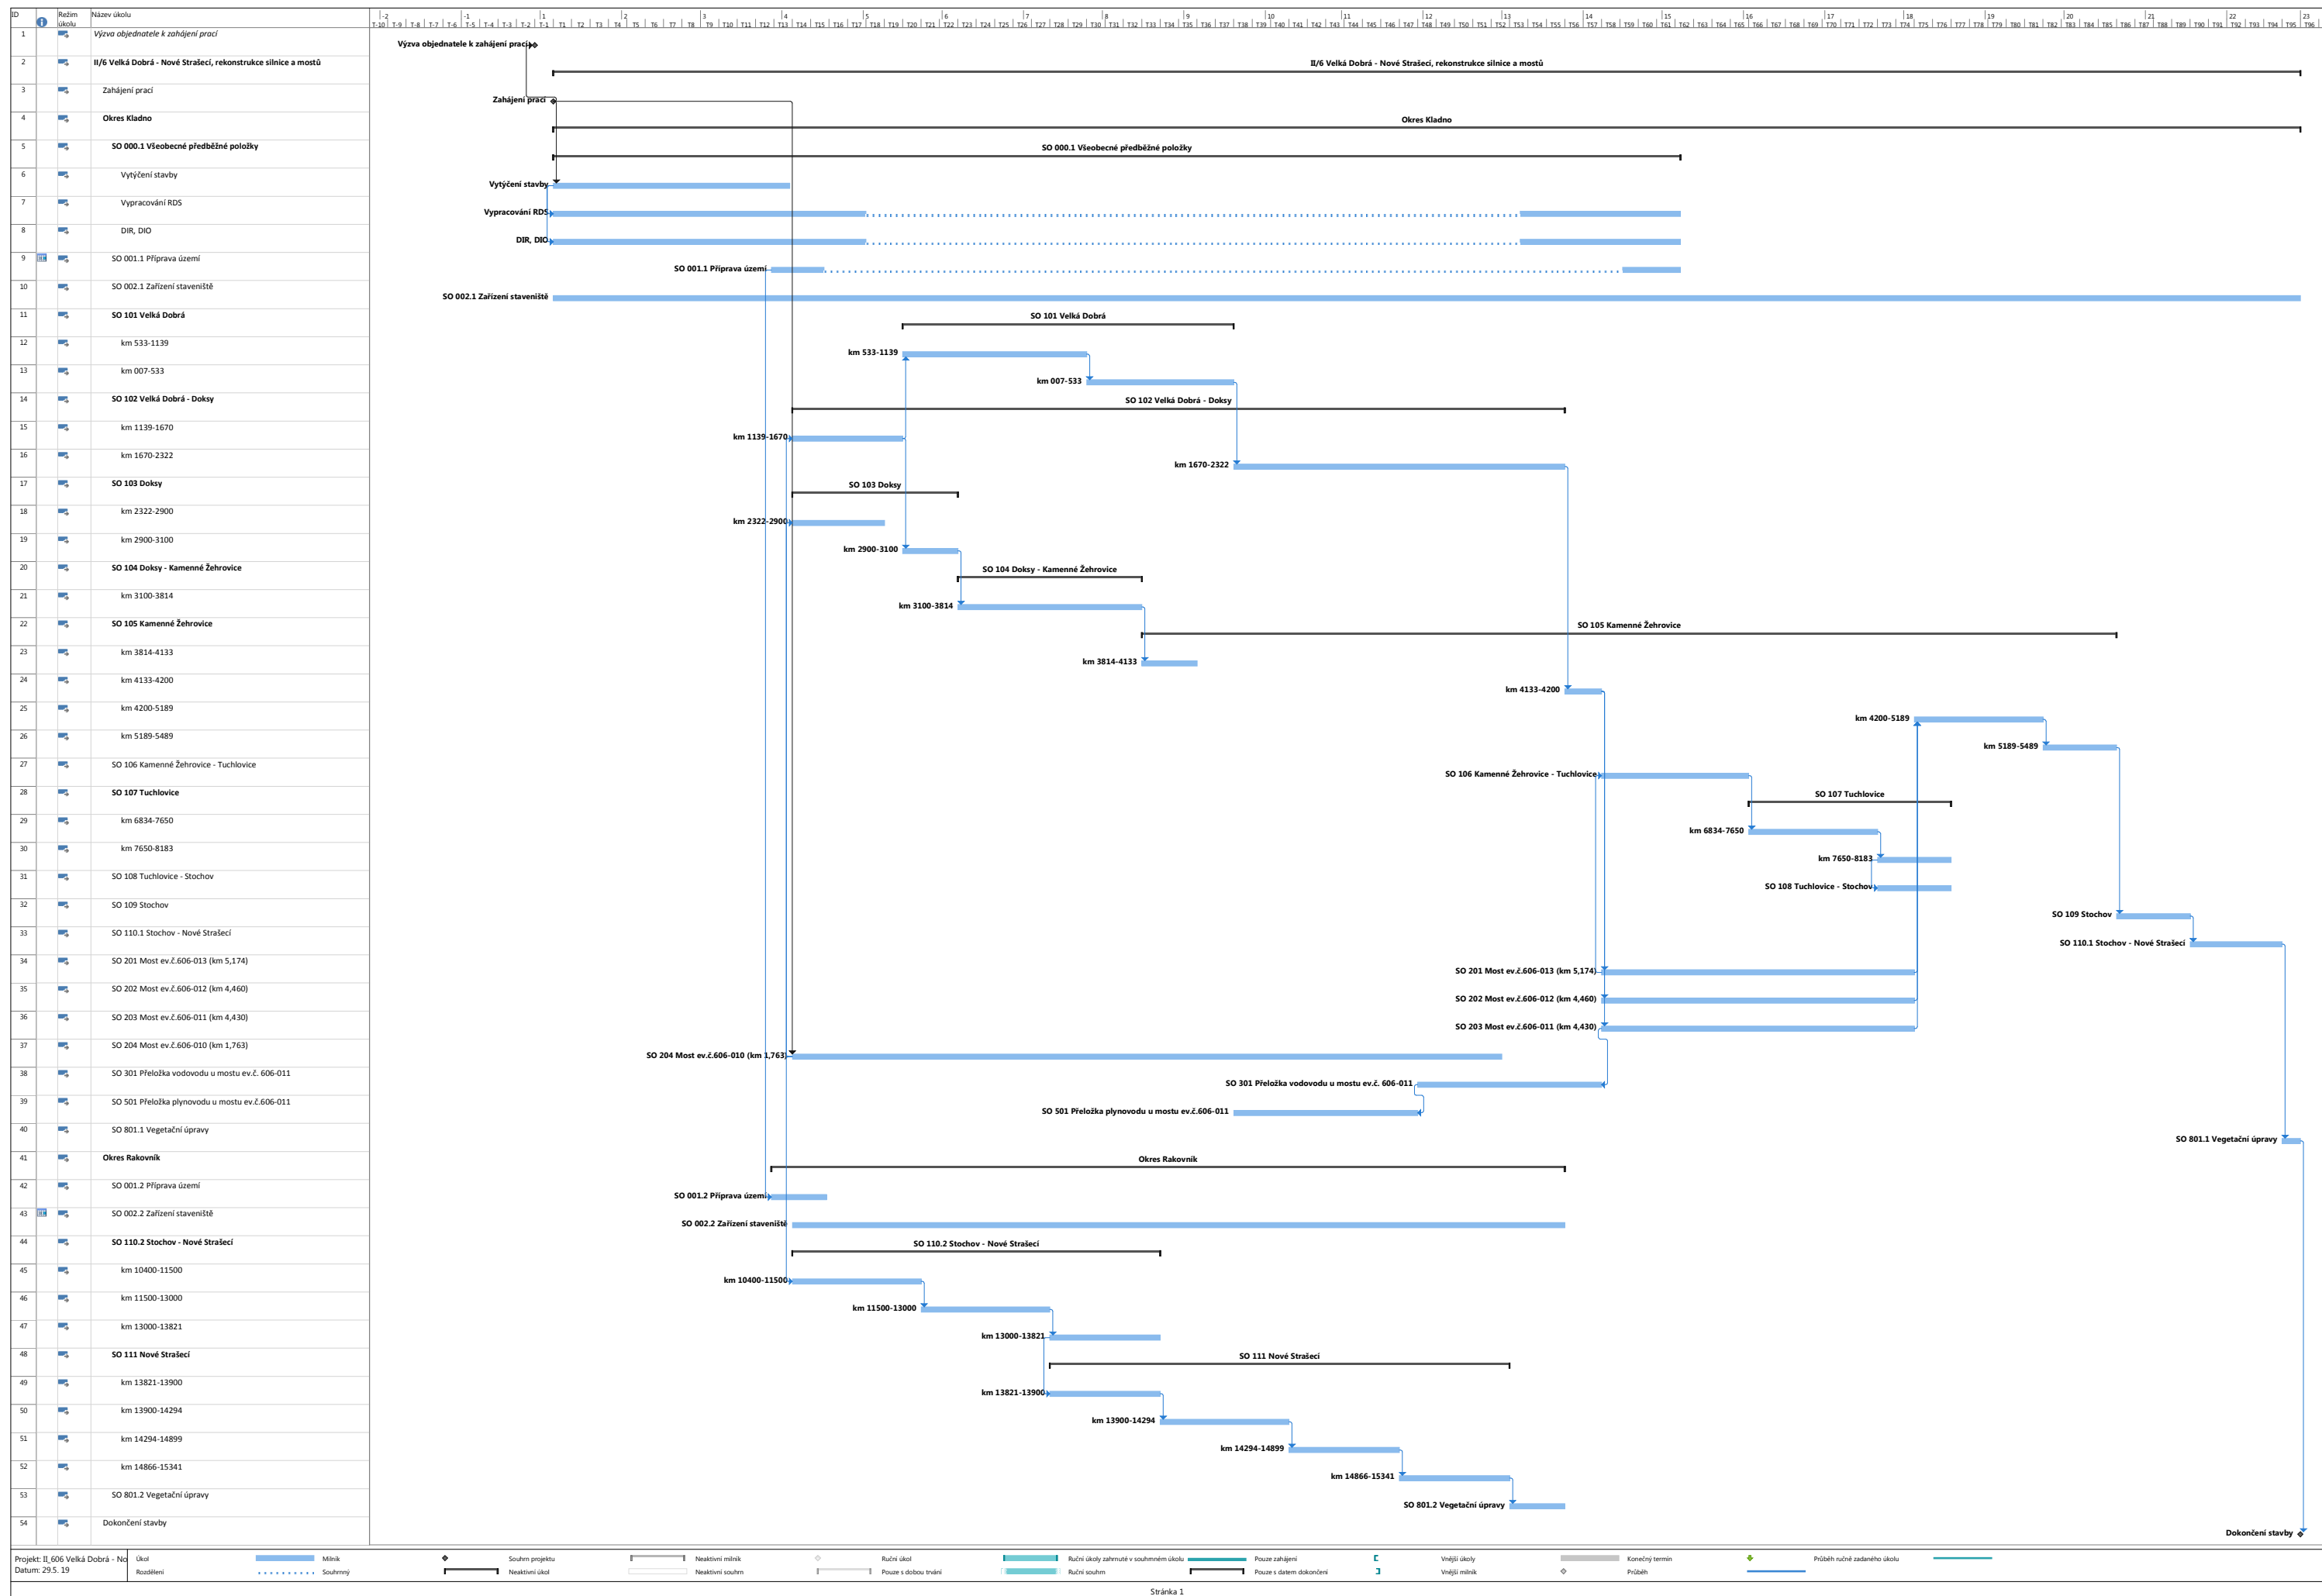 ID Režim úkolu Název úkolu
-2 -1 1 2 3 4 5 6 7 8 9 10 11 12 13 14 15 16 17 18 19 20 21 22 23
1 Výzva objednatele k zahájení prací
Výzva objednatele k zahájení prací
2 II/6 Velká Dobrá - Nové Strašecí, rekonstrukce silnice a mostů
II/6 Velká Dobrá - Nové Strašecí, rekonstrukce silnice a mostů
3 Zahájení prací
Zahájení prací
4 Okres Kladno
Okres Kladno
5 SO 000.1 Všeobecné předběžné položky
SO 000.1 Všeobecné předběžné položky
6 Vytýčení stavby
Vytýčení stavby
7 Vypracování RDS
Vypracování RDS
8 DIR, DIO
DIR, DIO
9 SO 001.1 Příprava území
SO 001.1 Příprava území
10 SO 002.1 Zařízení staveniště
SO 002.1 Zařízení staveniště
11 SO 101 Velká Dobrá
SO 101 Velká Dobrá
12 km 533-1139
km 533-1139
13 km 007-533
km 007-533
14 SO 102 Velká Dobrá - Doksy
SO 102 Velká Dobrá - Doksy
15 km 1139-1670
km 1139-1670
16 km 1670-2322
km 1670-2322
17 SO 103 Doksy
SO 103 Doksy
18 km 2322-2900
km 2322-2900
19 km 2900-3100
km 2900-3100
20 SO 104 Doksy - Kamenné Žehrovice
SO 104 Doksy - Kamenné Žehrovice
21 km 3100-3814
km 3100-3814
22 SO 105 Kamenné Žehrovice
SO 105 Kamenné Žehrovice
23 km 3814-4133
km 3814-4133
24 km 4133-4200
km 4133-4200
25 km 4200-5189
km 4200-5189
26 km 5189-5489
km 5189-5489
27 SO 106 Kamenné Žehrovice - Tuchlovice
SO 106 Kamenné Žehrovice - Tuchlovice
28 SO 107 Tuchlovice
SO 107 Tuchlovice
29 km 6834-7650
km 6834-7650
30 km 7650-8183
km 7650-8183
31 SO 108 Tuchlovice - Stochov
SO 108 Tuchlovice - Stochov
32 SO 109 Stochov
SO 109 Stochov
33 SO 110.1 Stochov - Nové Strašecí
SO 110.1 Stochov - Nové Strašecí
34 SO 201 Most ev.č.606-013 (km 5,174)
SO 201 Most ev.č.606-013 (km 5,174)
35 SO 202 Most ev.č.606-012 (km 4,460)
SO 202 Most ev.č.606-012 (km 4,460)
36 SO 203 Most ev.č.606-011 (km 4,430)
SO 203 Most ev.č.606-011 (km 4,430)
37 SO 204 Most ev.č.606-010 (km 1,763)
SO 204 Most ev.č.606-010 (km 1,763)
38 SO 301 Přeložka vodovodu u mostu ev.č. 606-011
SO 301 Přeložka vodovodu u mostu ev.č. 606-011
39 SO 501 Přeložka plynovodu u mostu ev.č.606-011
SO 501 Přeložka plynovodu u mostu ev.č.606-011
40 SO 801.1 Vegetační úpravy
SO 801.1 Vegetační úpravy
41 Okres Rakovník
Okres Rakovník
42 SO 001.2 Příprava území
SO 001.2 Příprava území
43 SO 002.2 Zařízení staveniště
SO 002.2 Zařízení staveniště
44 SO 110.2 Stochov - Nové Strašecí
SO 110.2 Stochov - Nové Strašecí
45 km 10400-11500
km 10400-11500
46 km 11500-13000
km 11500-13000
47 km 13000-13821
km 13000-13821
48 SO 111 Nové Strašecí
SO 111 Nové Strašecí
49 km 13821-13900
km 13821-13900
50 km 13900-14294
km 13900-14294
51 km 14294-14899
km 14294-14899
52 km 14866-15341
km 14866-15341
53 SO 801.2 Vegetační úpravy
SO 801.2 Vegetační úpravy
54 Dokončení stavby
Dokončení stavby
Projekt: II_606 Velká Dobrá - No
Datum: 29.5. 19
Úkol Milník Souhrn projektu Neaktivní milník Ruční úkol Ruční úkoly zahrnuté v souhrnném úkolu Pouze zahájení Vnější úkoly Konečný termín Průběh ručně zadaného úkolu
Rozdělení Souhrnný Neaktivní úkol Neaktivní souhrn Pouze s dobou trvání Ruční souhrn Pouze s datem dokončení Vnější milník Průběh
Stránka 1